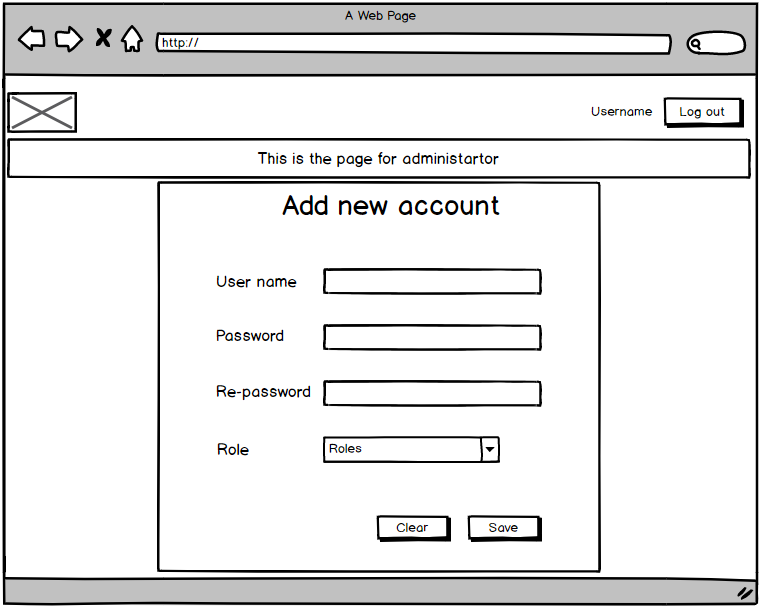 A Web Page
http://
Username
Log out
This is the page for administartor
Add new account
User name
Password
Re-password
Role
Roles
Clear
Save